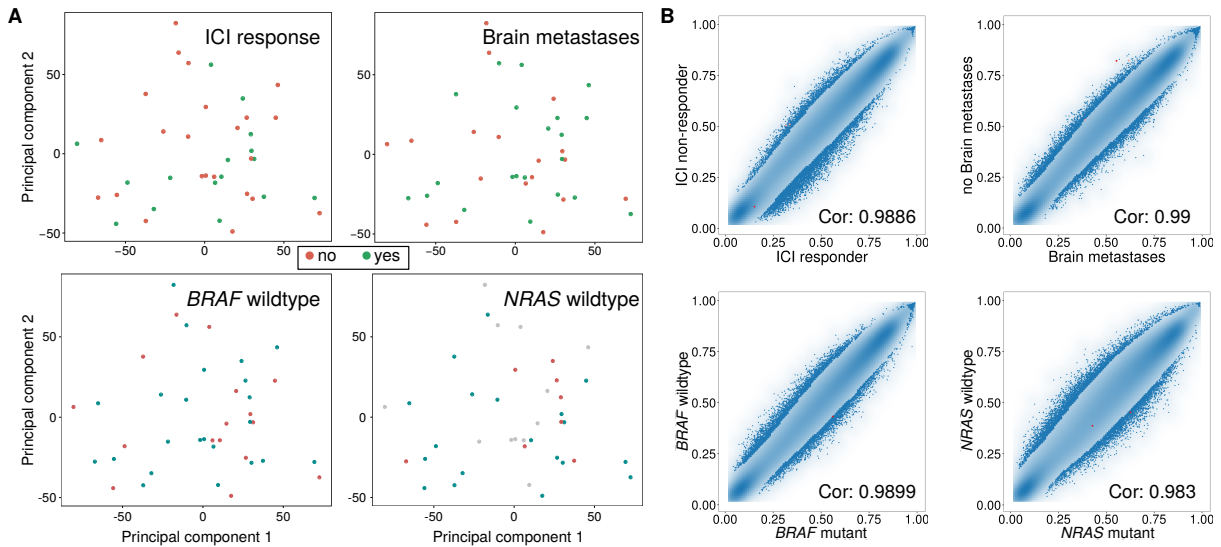 A
B
ICI response
Brain metastases
Principal component 2
50
0
−50
−50
0
50
−50
0
50
no
yes
BRAF wildtype
NRAS wildtype
Principal component 2
50
0
−50
−50
0
50
−50
0
50
Principal component 1
Principal component 1
ICI non-responder
1.00
0.75
0.50
0.25
0.00
Cor: 0.9886
0.00 0.25 0.50 0.75 1.00
ICI responder
no Brain metastases
1.00
0.75
0.50
0.25
0.00
Cor: 0.99
0.00 0.25 0.50 0.75 1.00
Brain metastases
BRAF wildtype
1.00
0.75
0.50
0.25
0.00
Cor: 0.9899
0.00 0.25 0.50 0.75 1.00
BRAF mutant
NRAS wildtype
1.00
0.75
0.50
0.25
0.00
Cor: 0.983
0.00 0.25 0.50 0.75 1.00
NRAS mutant